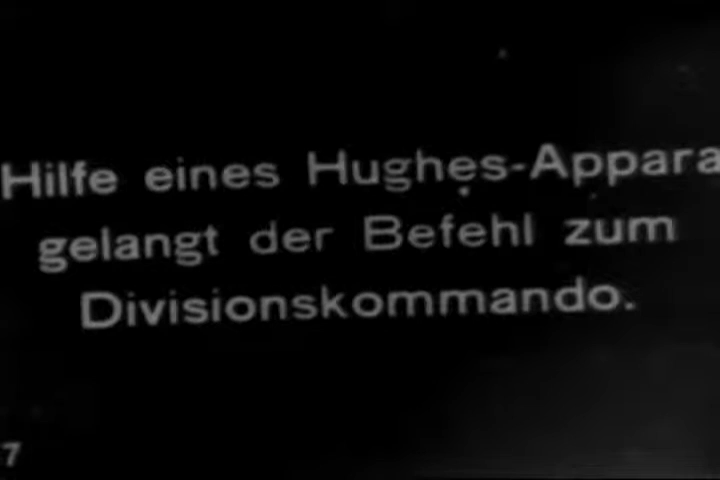 Hilfe eines Hughes-Appara
gelangt der Befehl zum
Divisionskommando.
7